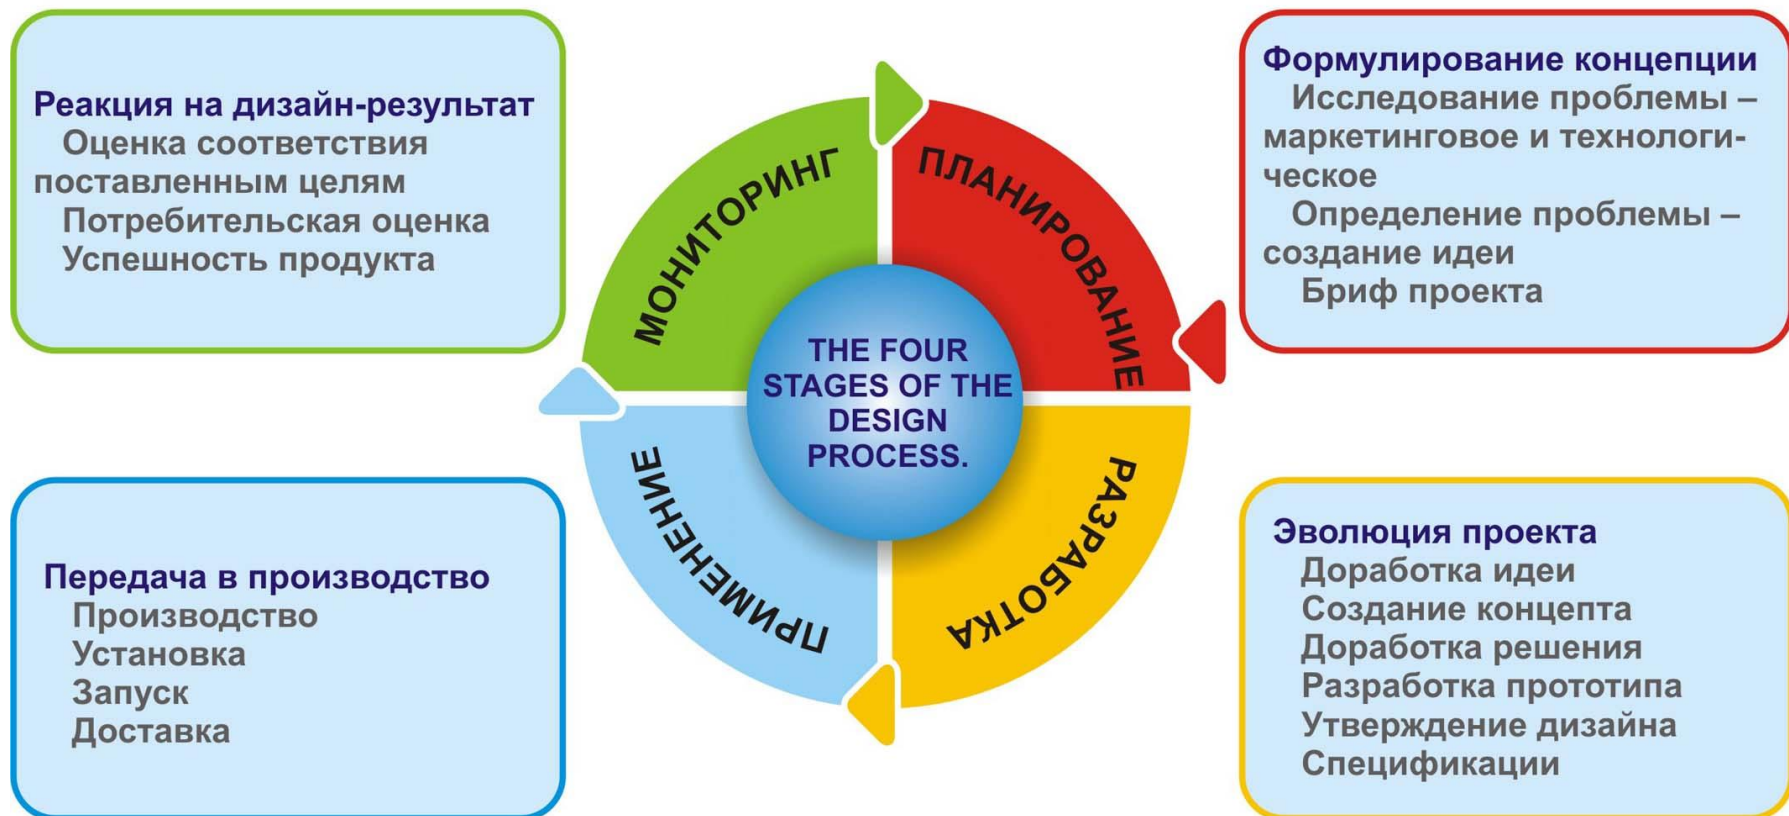 Реакция на дизайн-результат
Оценка соответствия
поставленным целям
Потребительская оценка
Успешность продукта
Формулирование концепции
Исследование проблемы –
маркетинговое и технологи-
ческое
Определение проблемы –
создание идеи
Бриф проекта
МОНИТОРИНГ
ПЛАНИРОВАНИЕ
THE FOUR
STAGES OF THE
DESIGN
PROCESS.
ПРИМЕНЕНИЕ
РАЗРАБОТКА
Передача в производство
Производство
Установка
Запуск
Доставка
Эволюция проекта
Доработка идеи
Создание концепта
Доработка решения
Разработка прототипа
Утверждение дизайна
Спецификации